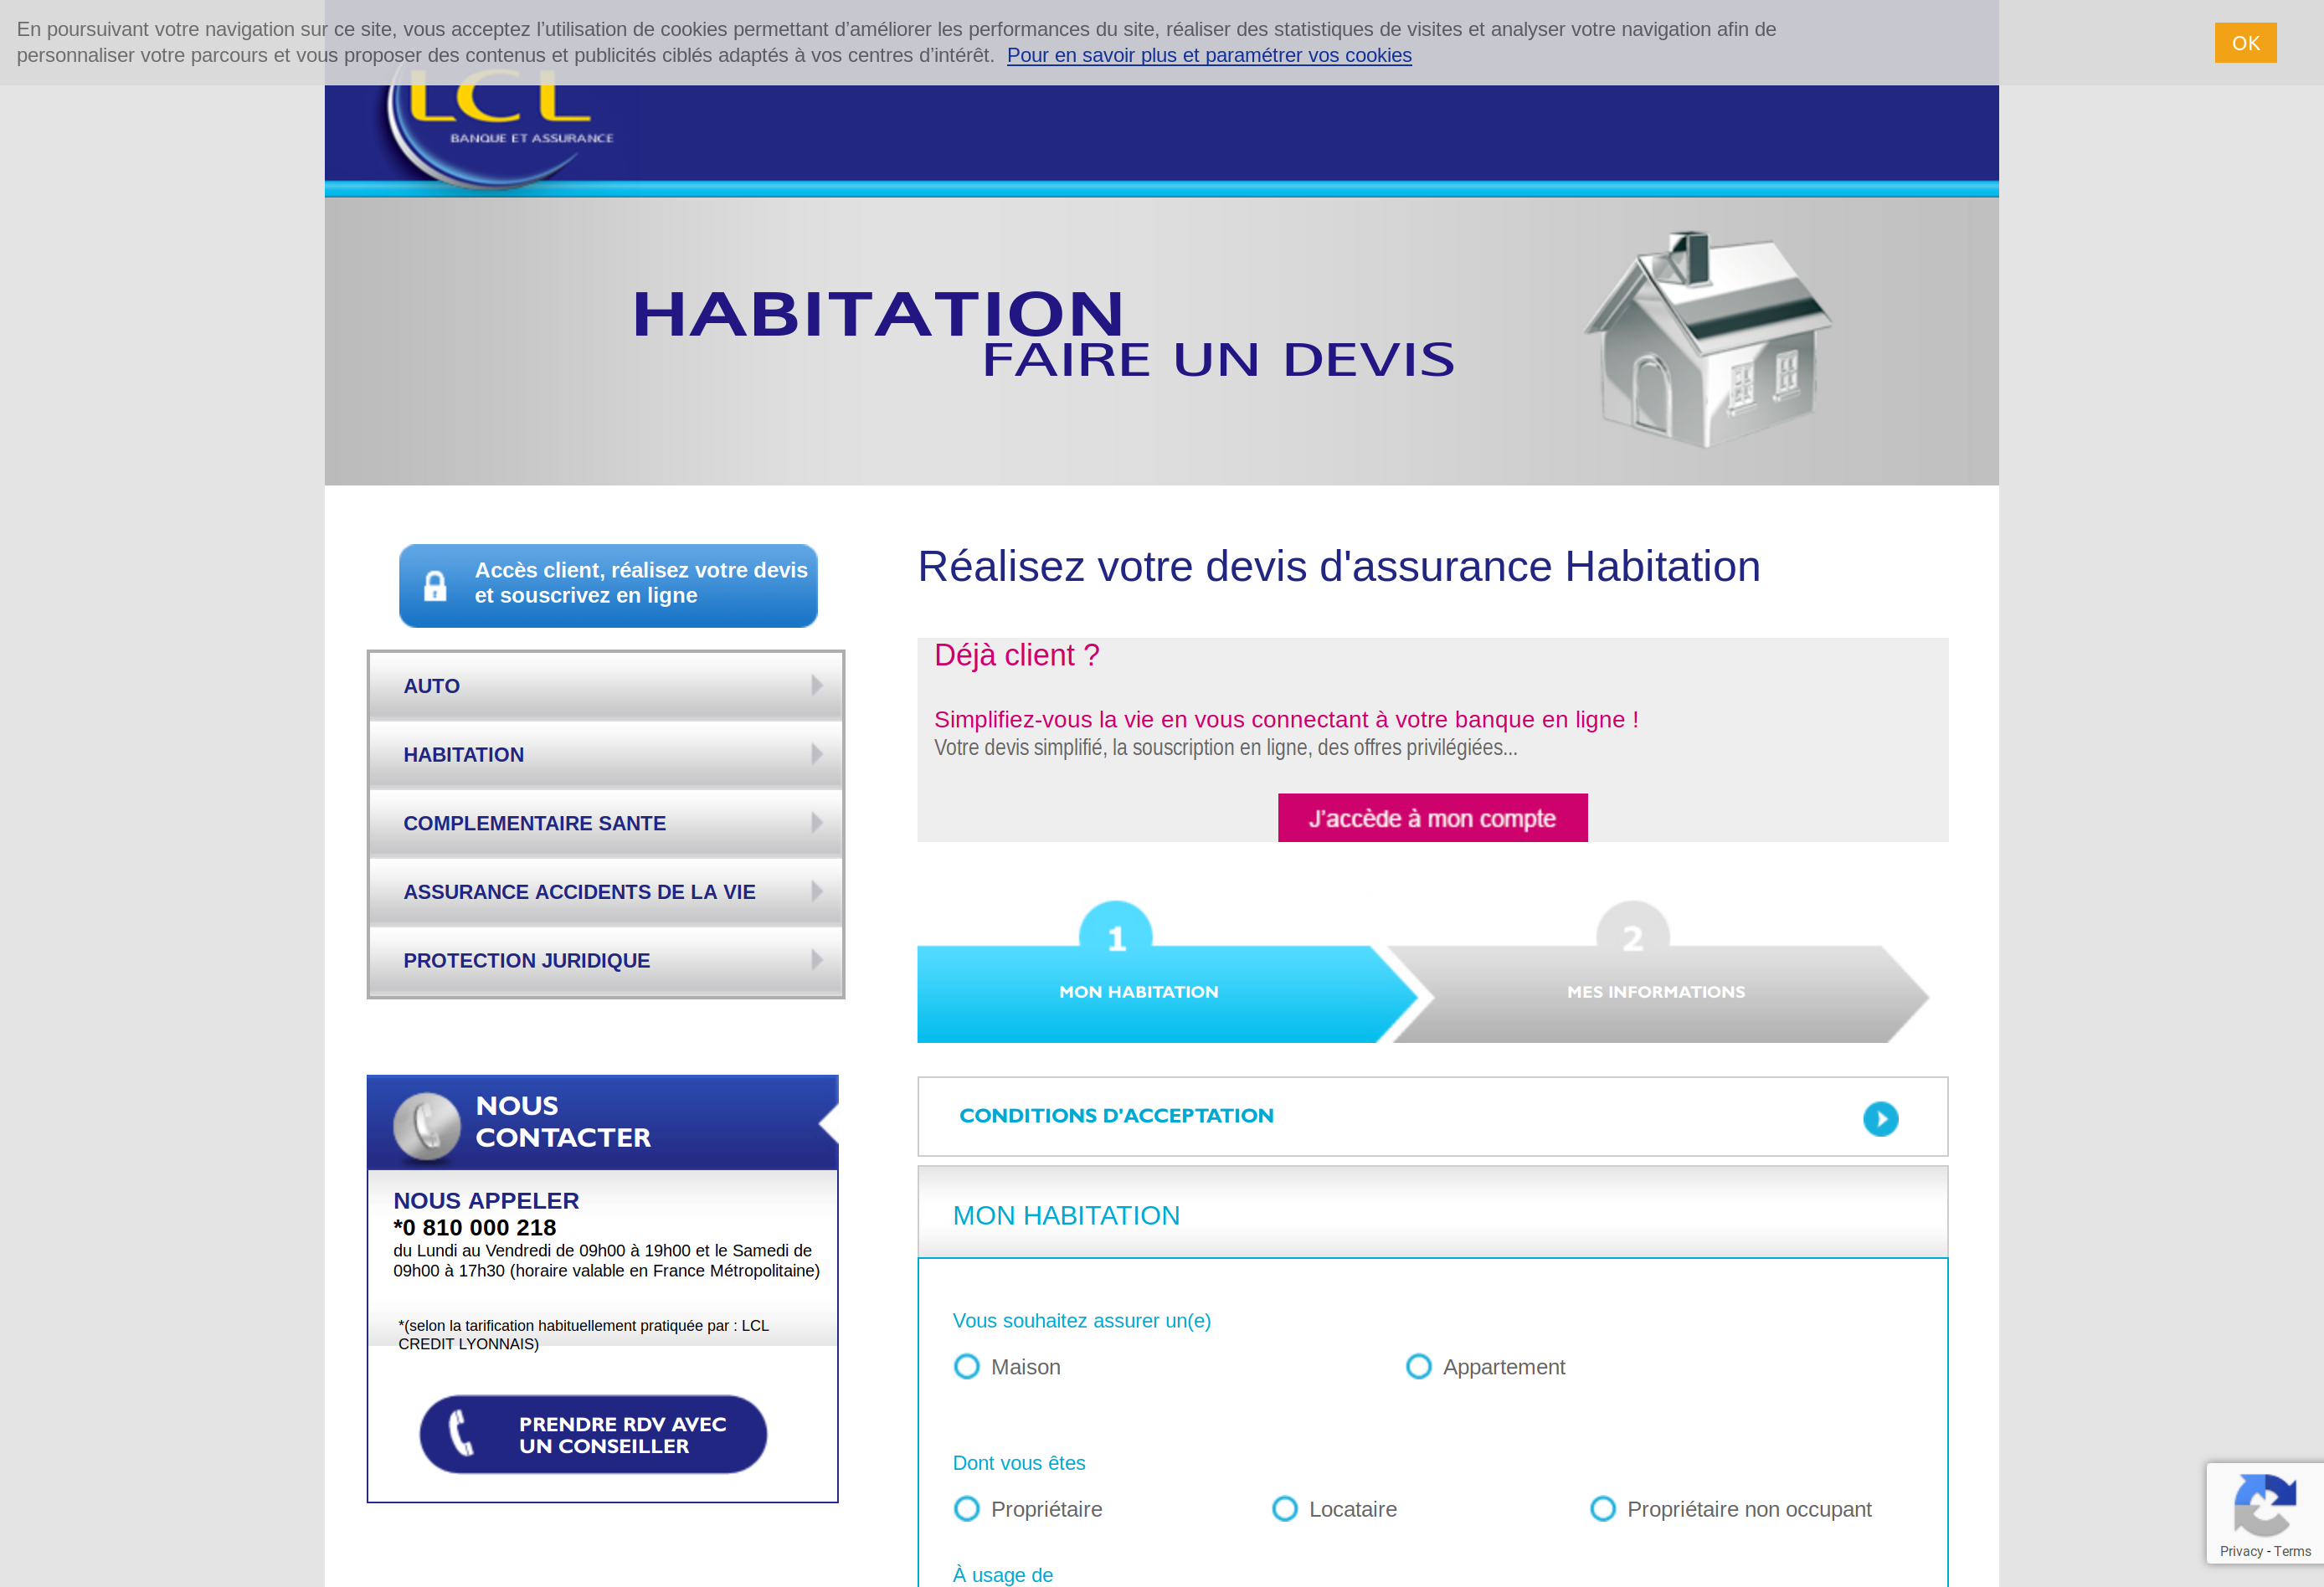 En poursuivant votre navigation sur ce site, vous acceptez l’utilisation de cookies permettant d’améliorer les performances du site, réaliser des statistiques de visites et analyser votre navigation afin de
personnaliser votre parcours et vous proposer des contenus et publicités ciblés adaptés à vos centres d’intérêt. Pour en savoir plus et paramétrer vos cookies
OK
LCL
BANQUE ET ASSURANCE
HABITATION
FAIRE UN DEVIS
Accès client, réalisez votre devis
et souscrivez en ligne
AUTO
HABITATION
COMPLEMENTAIRE SANTE
ASSURANCE ACCIDENTS DE LA VIE
PROTECTION JURIDIQUE
NOUS
CONTACTER
NOUS APPELER
*0 810 000 218
du Lundi au Vendredi de 09h00 à 19h00 et le Samedi de
09h00 à 17h30 (horaire valable en France Métropolitaine)
*(selon la tarification habituellement pratiquée par : LCL
CREDIT LYONNAIS)
PRENDRE RDV AVEC
UN CONSEILLER
Réalisez votre devis d'assurance Habitation
Déjà client ?
Simplifiez-vous la vie en vous connectant à votre banque en ligne !
Votre devis simplifié, la souscription en ligne, des offres privilégiées...
J'accède à mon compte
1
MON HABITATION
2
MES INFORMATIONS
CONDITIONS D'ACCEPTATION
MON HABITATION
Vous souhaitez assurer un(e)
Maison
Appartement
Dont vous êtes
Propriétaire
Locataire
Propriétaire non occupant
À usage de
Privacy - Terms